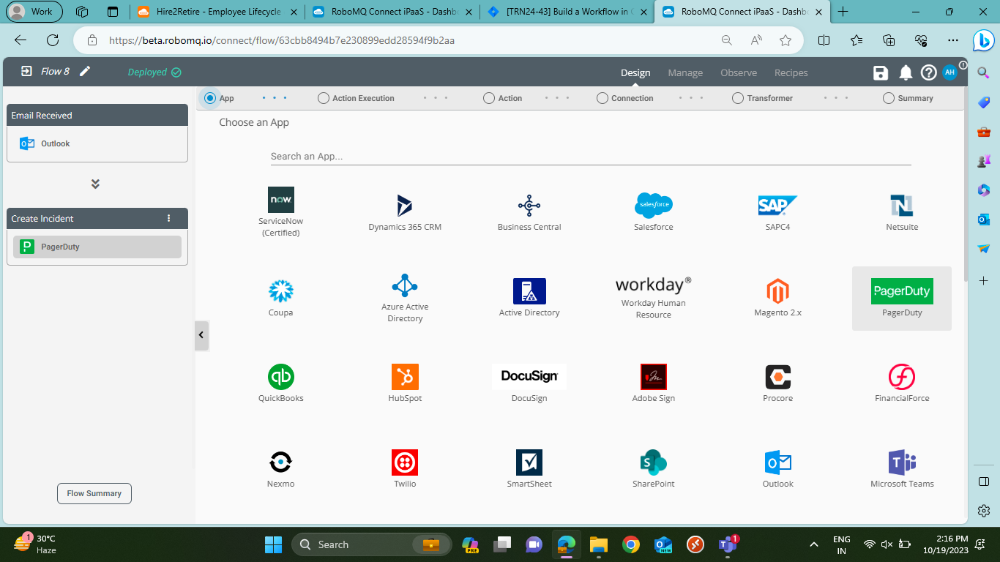 Work
Hire2Retire - Employee Lifecycle
RoboMQ Connect iPaaS - Dashb
[TRN24-43] Build a Workflow in C
RoboMQ Connect iPaaS - Dashb
https://beta.robomq.io/connect/flow/63cbb8494b7e230899edd28594f9b2aa
Flow 8
Deployed
Design
Manage
Observe
Recipes
AH
App
Action Execution
Action
Connection
Transformer
Summary
Email Received
Outlook
Create Incident
PagerDuty
Flow Summary
Choose an App
Search an App...
now.
ServiceNow
(Certified)
Dynamics 365 CRM
Business Central
salesforce
Salesforce
SAP
SAPC4
N
Netsuite
Coupa
Azure Active
Directory
Active Directory
workday®
Workday Human
Resource
Magento 2.x
PagerDuty
PagerDuty
qb
QuickBooks
HubSpot
DocuSign
DocuSign
Adobe Sign
Procore
FinancialForce
Nexmo
Twilio
SmartSheet
S
SharePoint
Outlook
T
Microsoft Teams
1
30°C
Haze
Search
PRE
NEW
1
ENG
IN
2:16 PM
10/19/2023